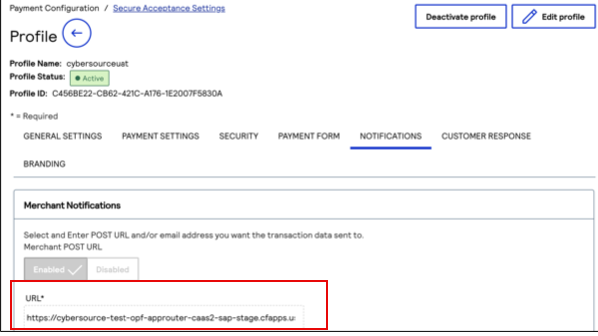 Payment Configuration / Secure Acceptance Settings
Deactivate profile
Edit profile
Profile
Profile Name: cybersourceuat
Profile Status: Active
Profile ID: C456BE22-CB62-421C-A176-1E2007F5830A
* = Required
GENERAL SETTINGS PAYMENT SETTINGS SECURITY PAYMENT FORM NOTIFICATIONS CUSTOMER RESPONSE
BRANDING
Merchant Notifications
Select and Enter POST URL and/or email address you want the transaction data sent to.
Merchant POST URL
Enabled Disabled
URL*
https://cybersource-test-opf-approuter-caas2-sap-stage.cfapps.u